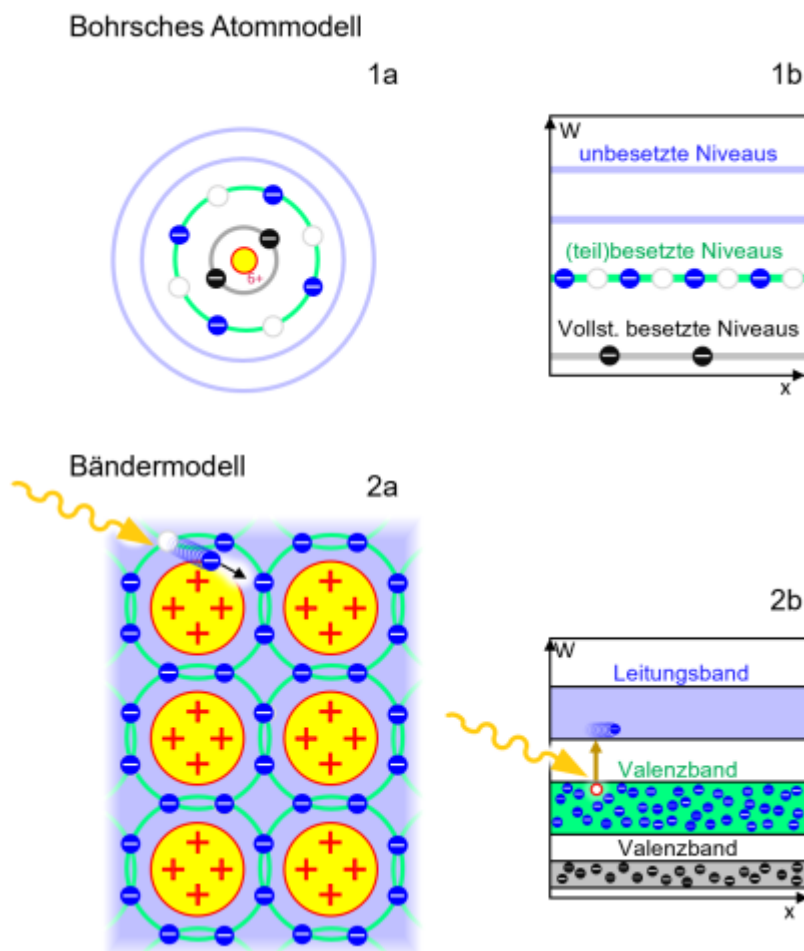 Bohrsches Atommodell
1a
1b
W
unbesetzte Niveaus
(teil)besetzte Niveaus
6+
Vollst. besetzte Niveaus
x
Bändermodell
2a
2b
W
Leitungsband
Valenzband
Valenzband
x